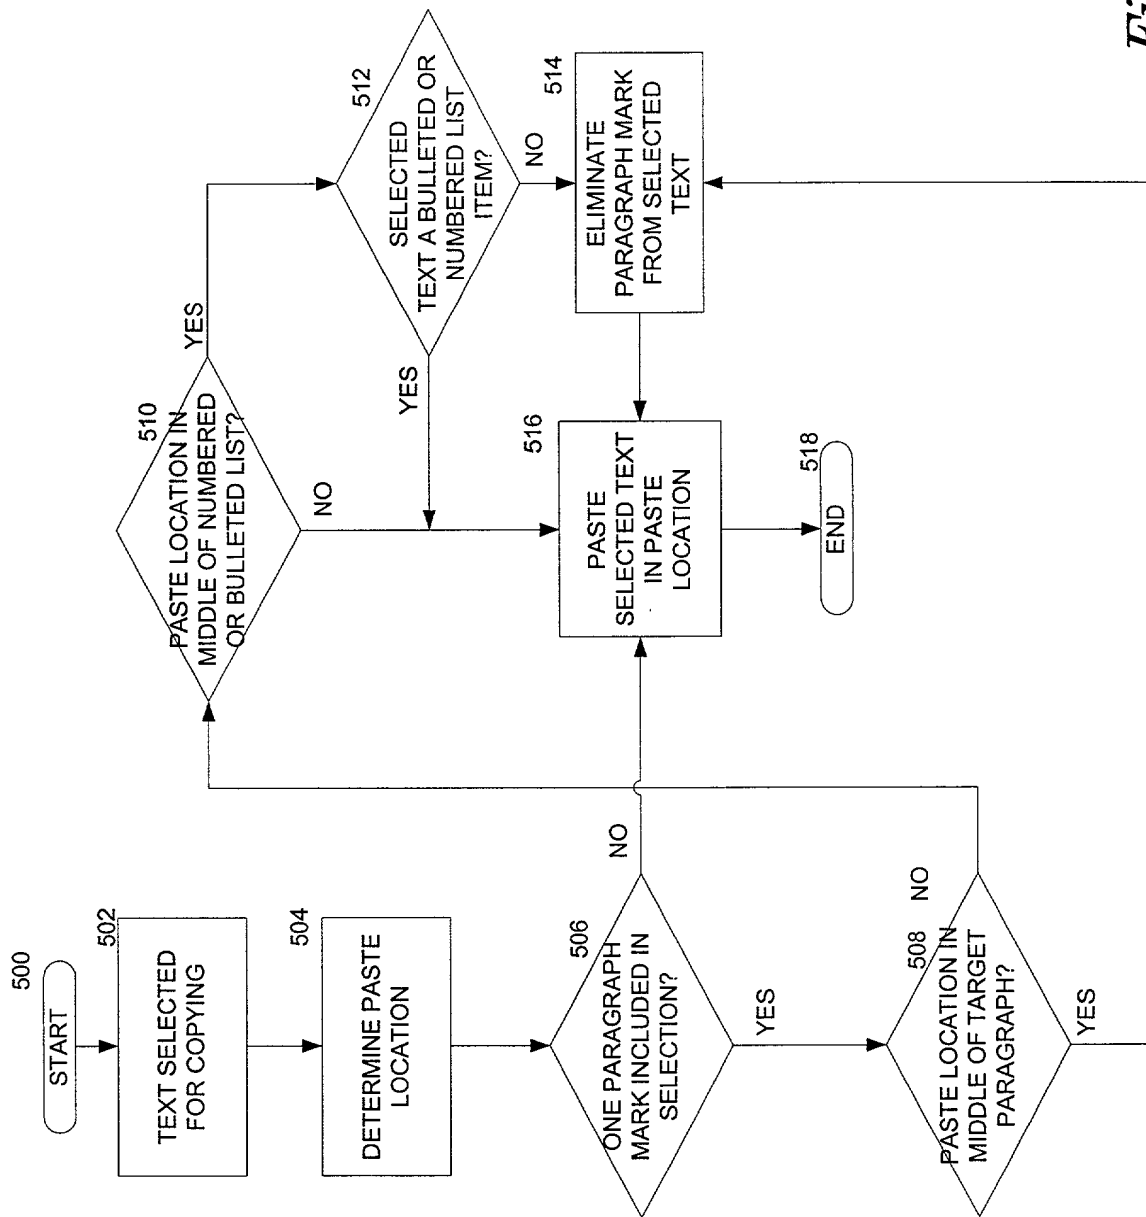 500
START
502
TEXT SELECTED
FOR COPYING
504
DETERMINE PASTE
LOCATION
506
ONE PARAGRAPH
MARK INCLUDED IN
SELECTION?
NO
YES
508
PASTE LOCATION IN
MIDDLE OF TARGET
PARAGRAPH?
NO
YES
510
PASTE LOCATION IN
MIDDLE OF NUMBERED
OR BULLETED LIST?
YES
NO
512
SELECTED
TEXT A BULLETED OR
NUMBERED LIST
ITEM?
YES
NO
514
ELIMINATE
PARAGRAPH MARK
FROM SELECTED
TEXT
516
PASTE
SELECTED TEXT
IN PASTE
LOCATION
518
END